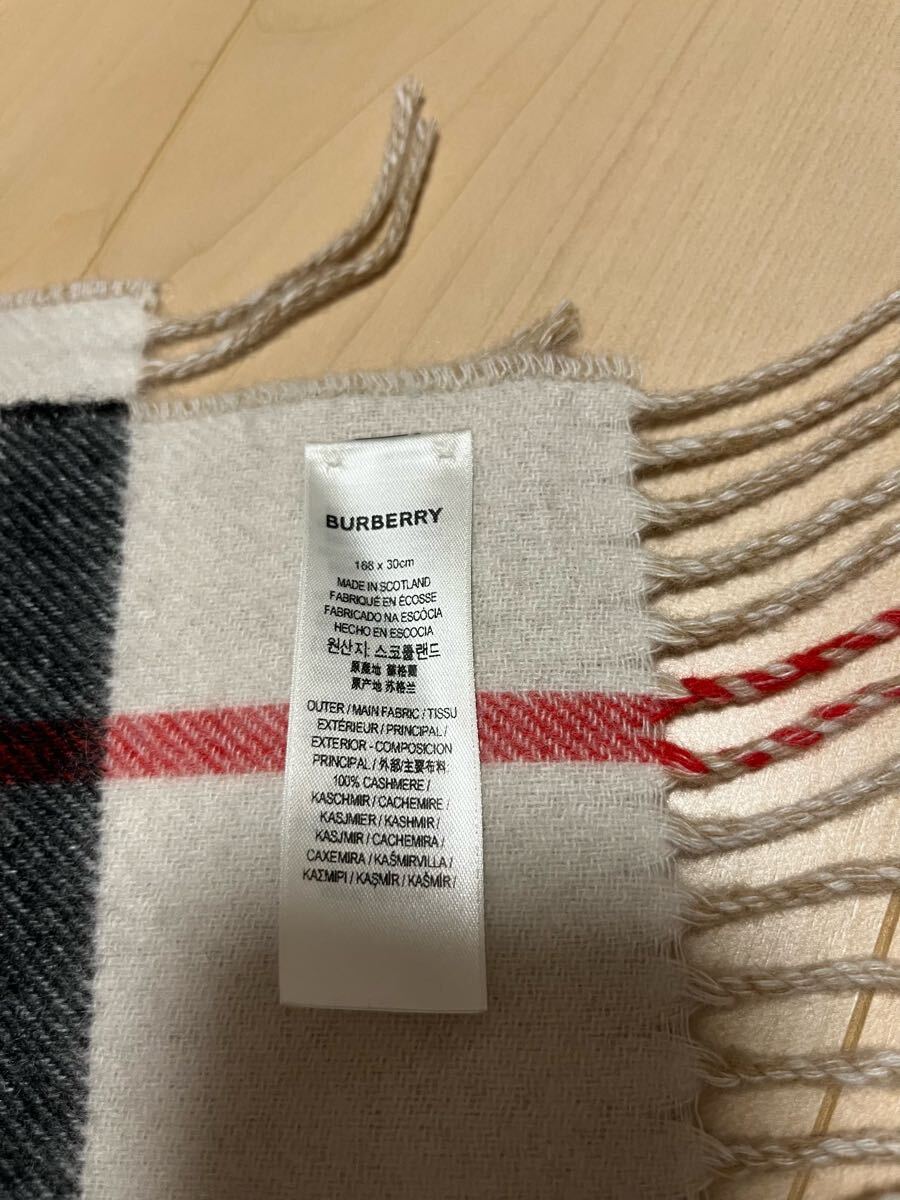 BURBERRY
168 x 30cm
MADE IN SCOTLAND
FABRIQUÉ EN ÉCOSSE
FABRICADO NA ESCÓCIA
HECHO EN ESCOCIA
원산지: 스코틀랜드
原產地 蘇格蘭
原产地 苏格兰
OUTER / MAIN FABRIC / TISSU
EXTÉRIEUR / PRINCIPAL /
EXTERIOR - COMPOSICION
PRINCIPAL / 外部/主要布料
100% CASHMERE /
KASCHMIR / CACHEMIRE /
KASJMIER / KASHMIR /
KASJMIR / CACHEMIRA /
CAXEMIRA / KAŠMIRVILLA /
ΚΑΣΜΙΡΙ / KAŞMİR / KAŠMÍR /